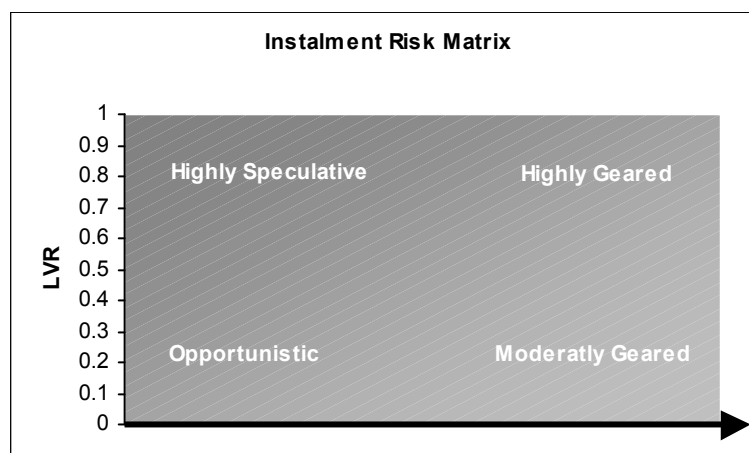 Instalment Risk Matrix
1
0.9
Highly Speculative Highly Geared
0.8
0.7
0.6
LVR
0.5
0.4
0.3
Opportunistic Moderatly Geared
0.2
0.1
0